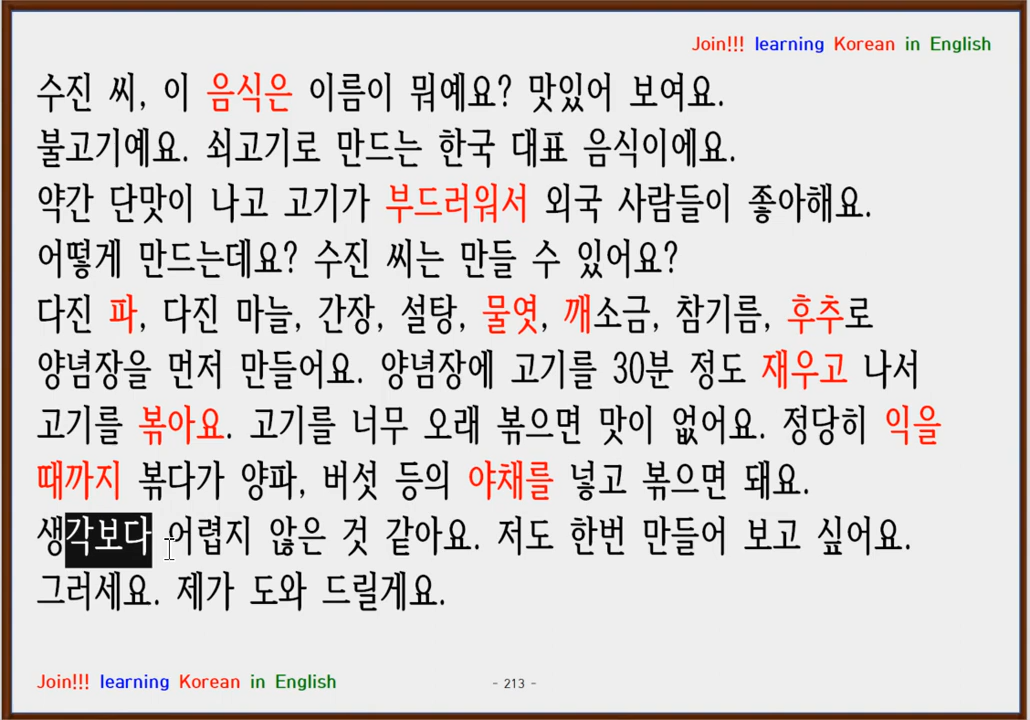 Join!!! learning Korean in English
수진 씨, 이 음식은 이름이 뭐예요? 맛있어 보여요.
불고기예요. 쇠고기로 만드는 한국 대표 음식이에요.
약간 단맛이 나고 고기가 부드러워서 외국 사람들이 좋아해요.
어떻게 만드는데요? 수진 씨는 만들 수 있어요?
다진 파, 다진 마늘, 간장, 설탕, 물엿, 깨소금, 참기름, 후추로
양념장을 먼저 만들어요. 양념장에 고기를 30분 정도 재우고 나서
고기를 볶아요. 고기를 너무 오래 볶으면 맛이 없어요. 정당히 익을
때까지 볶다가 양파, 버섯 등의 야채를 넣고 볶으면 돼요.
생각보다 어렵지 않은 것 같아요. 저도 한번 만들어 보고 싶어요.
그러세요. 제가 도와 드릴게요.
Join!!! learning Korean in English
- 213 -